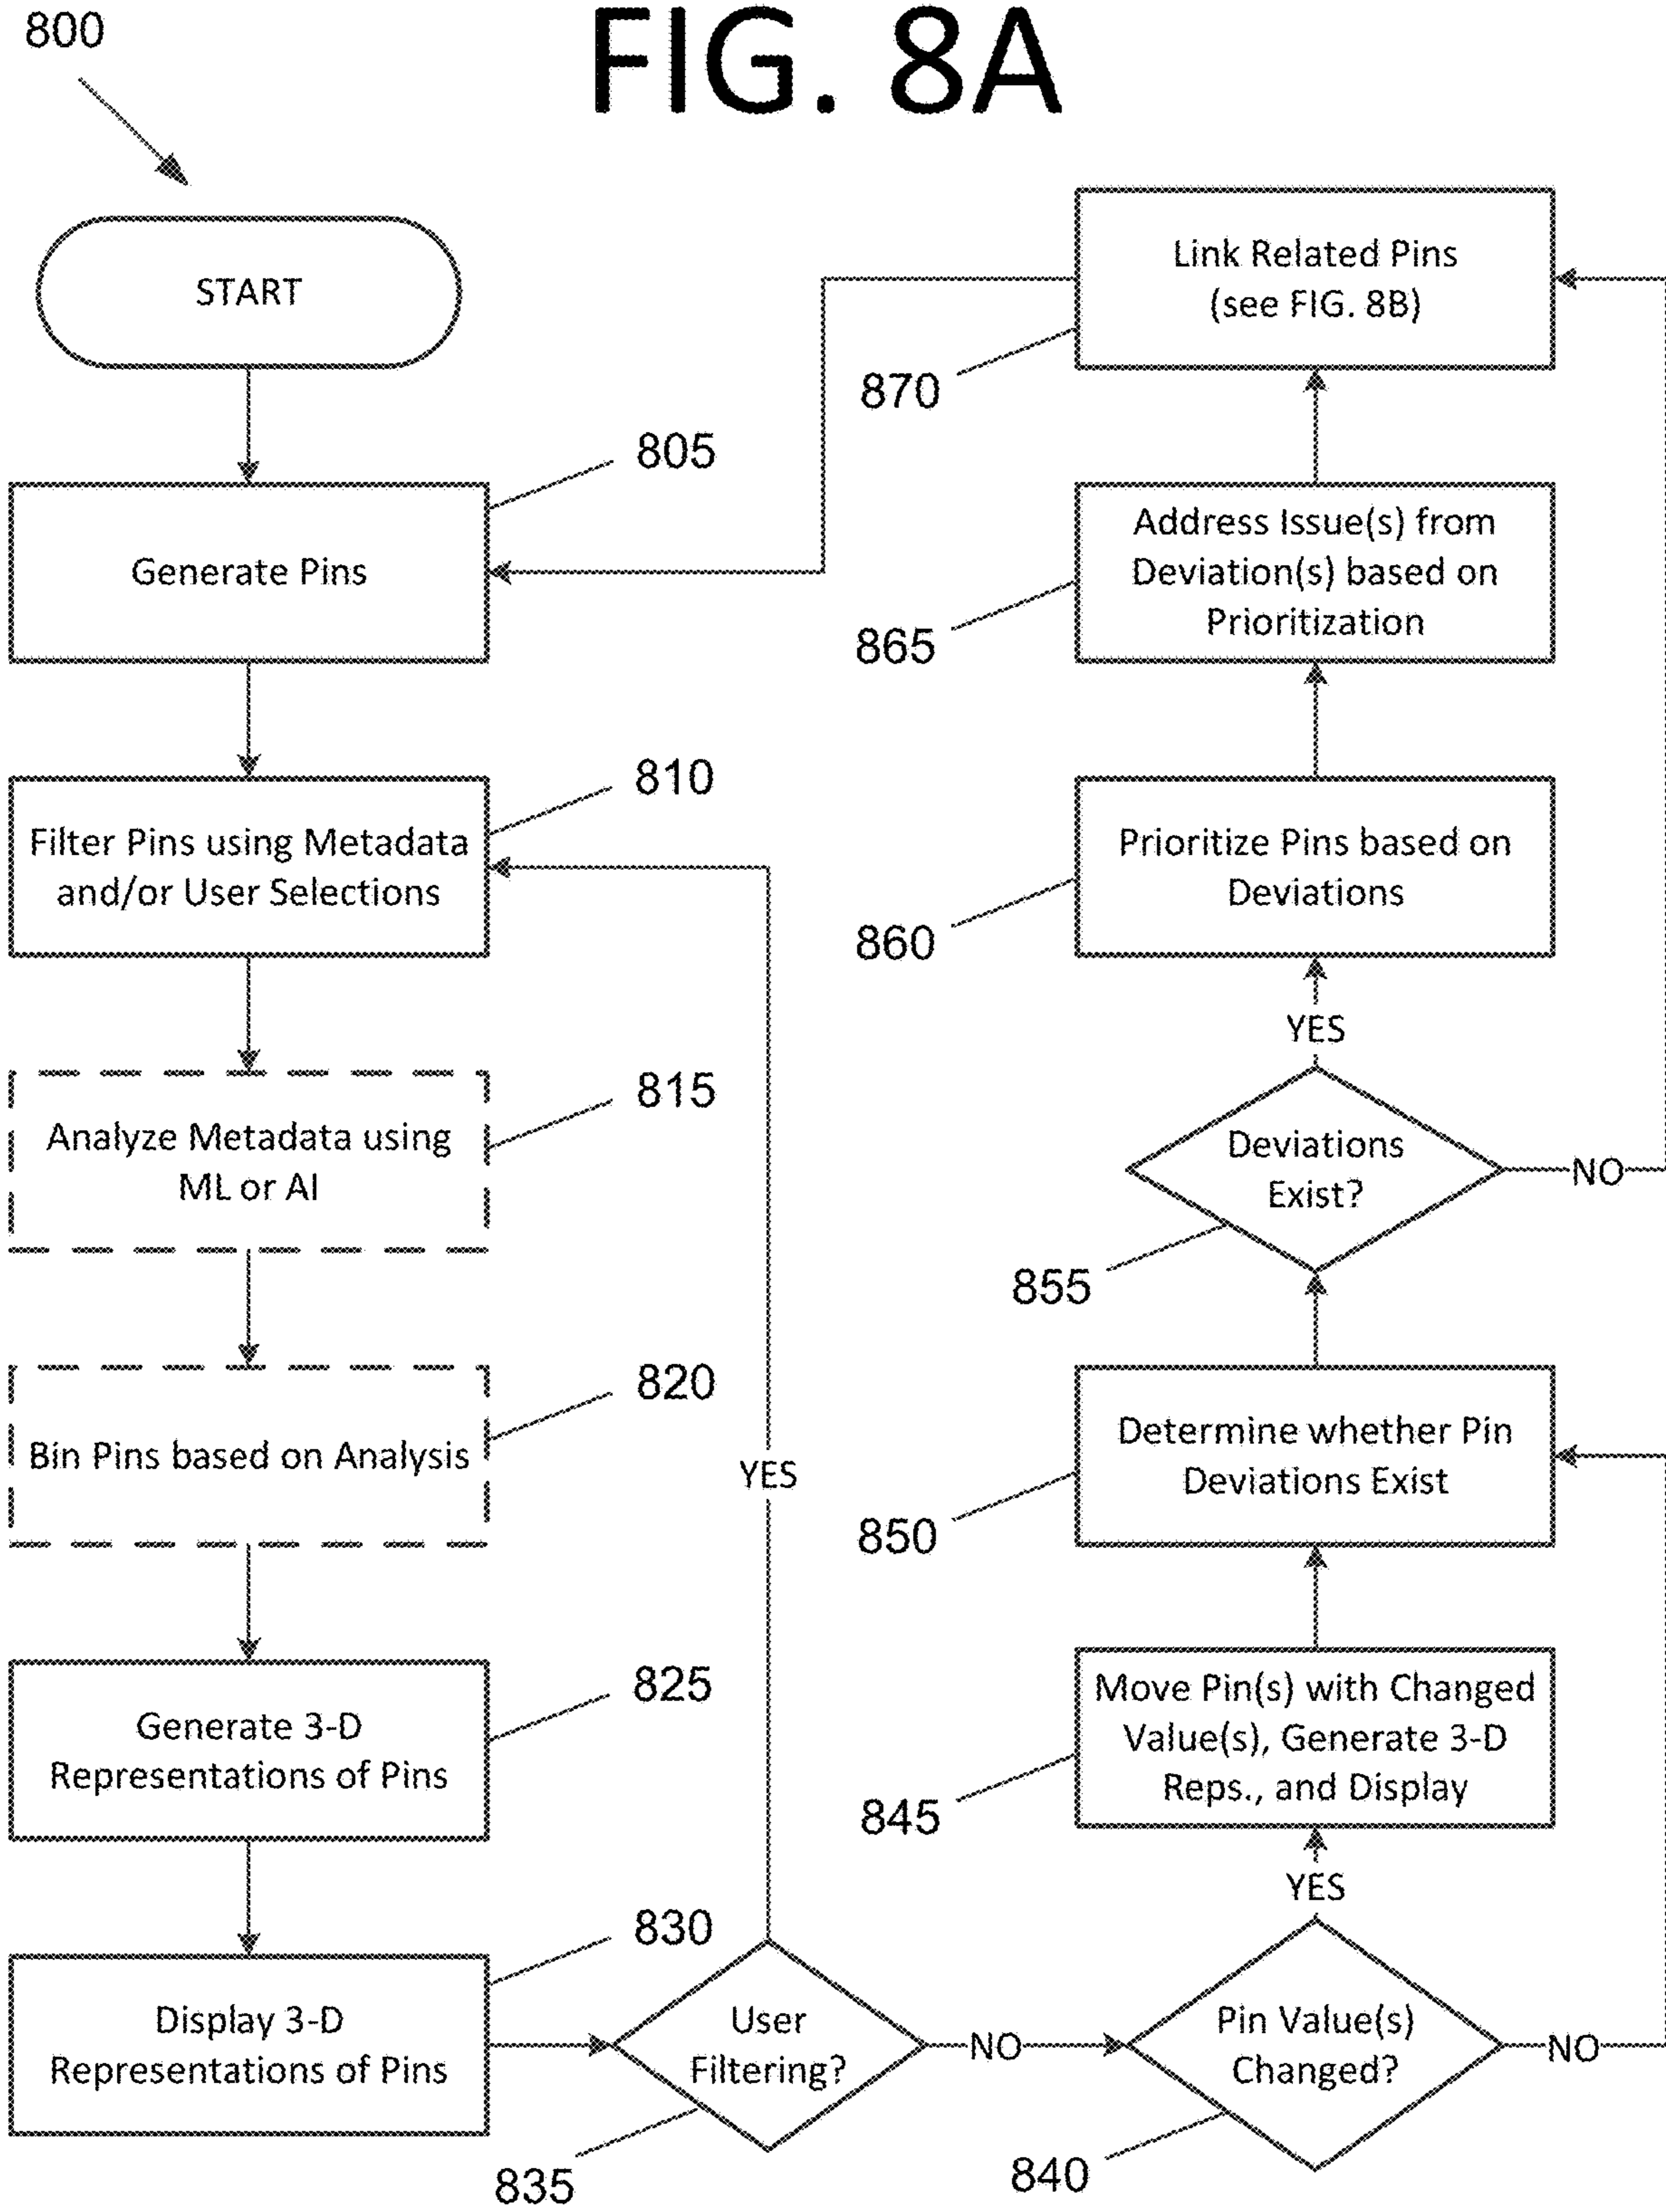 800
FIG. 8A
START
805
Generate Pins
810
Filter Pins using Metadata
and/or User Selections
815
Analyze Metadata using
ML or AI
820
Bin Pins based on Analysis
825
Generate 3-D
Representations of Pins
830
Display 3-D
Representations of Pins
User
Filtering?
835
YES
NO
Pin Value(s)
Changed?
840
NO
YES
Move Pin(s) with Changed
Value(s), Generate 3-D
Reps., and Display
845
Determine whether Pin
Deviations Exist
850
Deviations
Exist?
855
NO
YES
Prioritize Pins based on
Deviations
860
Address Issue(s) from
Deviation(s) based on
Prioritization
865
Link Related Pins
(see FIG. 8B)
870